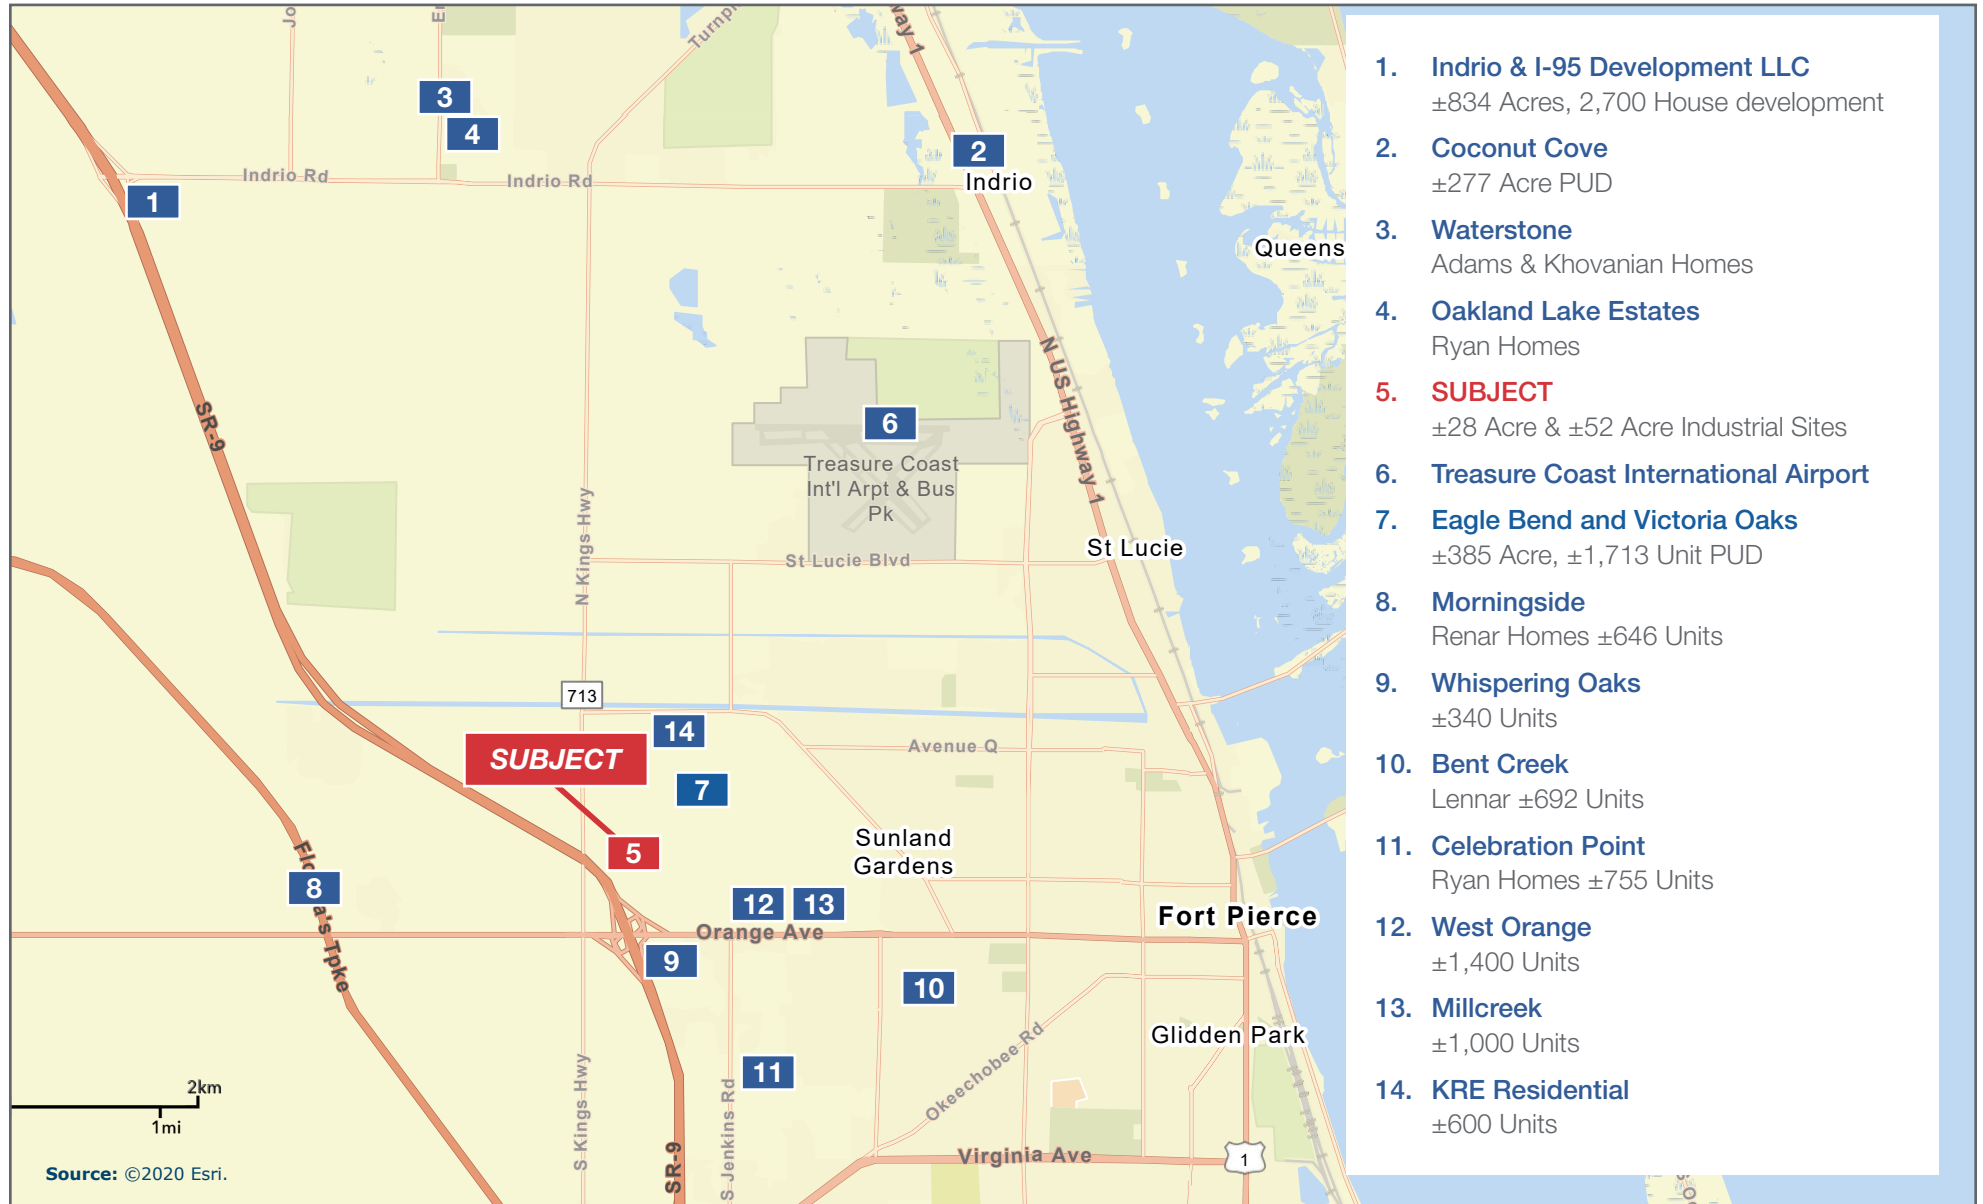 Jo
Er
Turnpi
way 1
3
4
2
Indrio
Indrio Rd
Indrio Rd
1
Queens
SR-9
N US Highway 1
6
Treasure Coast
Int'l Arpt & Bus
Pk
N Kings Hwy
St Lucie Blvd
St Lucie
713
14
SUBJECT
Avenue Q
7
5
Sunland
Gardens
8
12
13
Flo
a's Tpke
Orange Ave
Fort Pierce
9
10
Glidden Park
11
Okeechobee Rd
S Kings Hwy
S Jenkins Rd
SR-9
Virginia Ave
1
2km
1mi
Source: ©2020 Esri.
1. Indrio & I-95 Development LLC
±834 Acres, 2,700 House development
2. Coconut Cove
±277 Acre PUD
3. Waterstone
Adams & Khovanian Homes
4. Oakland Lake Estates
Ryan Homes
5. SUBJECT
±28 Acre & ±52 Acre Industrial Sites
6. Treasure Coast International Airport
7. Eagle Bend and Victoria Oaks
±385 Acre, ±1,713 Unit PUD
8. Morningside
Renar Homes ±646 Units
9. Whispering Oaks
±340 Units
10. Bent Creek
Lennar ±692 Units
11. Celebration Point
Ryan Homes ±755 Units
12. West Orange
±1,400 Units
13. Millcreek
±1,000 Units
14. KRE Residential
±600 Units